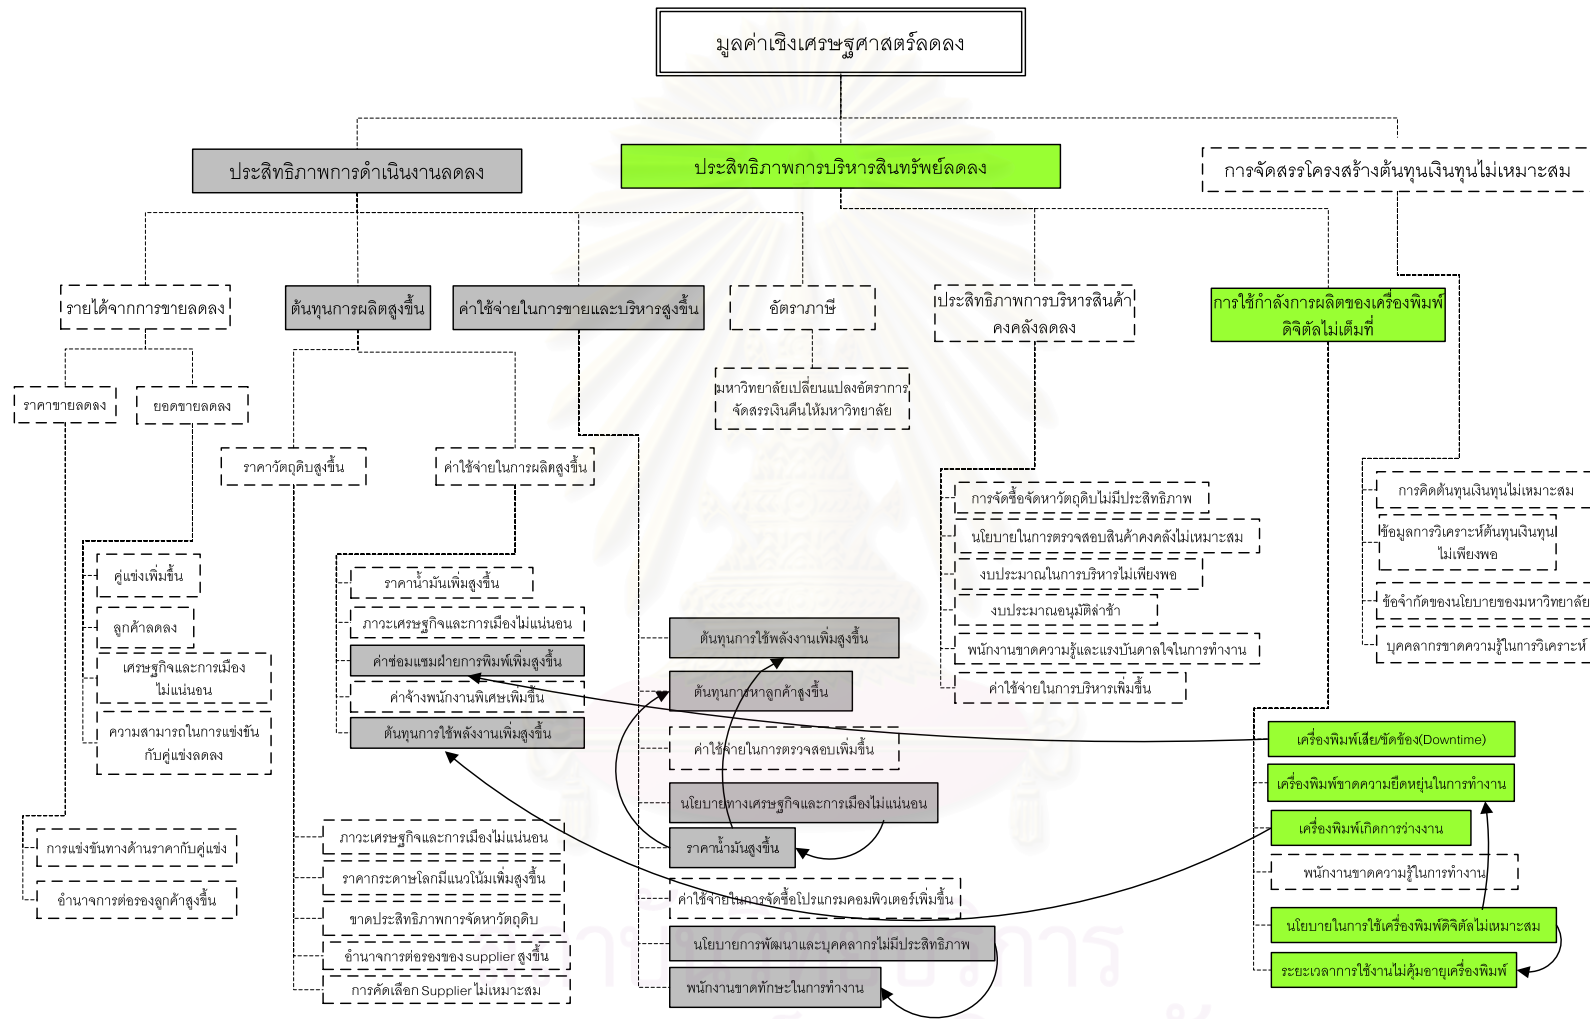 มูลค่าเชิงเศรษฐศาสตร์ลดลง
ประสิทธิภาพการดำเนินงานลดลง
ประสิทธิภาพการบริหารสินทรัพย์ลดลง
การจัดสรรโครงสร้างต้นทุนเงินทุนไม่เหมาะสม
รายได้จากการขายลดลง
ต้นทุนการผลิตสูงขึ้น
ค่าใช้จ่ายในการขายและบริหารสูงขึ้น
อัตราภาษี
ประสิทธิภาพการบริหารสินค้า
คงคลังลดลง
การใช้กำลังการผลิตของเครื่องพิมพ์
ดิจิตัลไม่เต็มที่
ราคาขายลดลง
ยอดขายลดลง
มหาวิทยาลัยเปลี่ยนแปลงอัตราการ
จัดสรรเงินคืนให้มหาวิทยาลัย
ราคาวัตถุดิบสูงขึ้น
ค่าใช้จ่ายในการผลิตสูงขึ้น
คู่แข่งเพิ่มขึ้น
ลูกค้าลดลง
เศรษฐกิจและการเมือง
ไม่แน่นอน
ความสามารถในการแข่งขัน
กับคู่แข่งลดลง
การแข่งขันทางด้านราคากับคู่แข่ง
อำนาจการต่อรองลูกค้าสูงขึ้น
ราคาน้ำมันเพิ่มสูงขึ้น
ภาวะเศรษฐกิจและการเมืองไม่แน่นอน
ค่าซ่อมแซมฝ่ายการพิมพ์เพิ่มสูงขึ้น
ค่าจ้างพนักงานพิเศษเพิ่มขึ้น
ต้นทุนการใช้พลังงานเพิ่มสูงขึ้น
ภาวะเศรษฐกิจและการเมืองไม่แน่นอน
ราคากระดาษโลกมีแนวโน้มเพิ่มสูงขึ้น
ขาดประสิทธิภาพการจัดหาวัตถุดิบ
อำนาจการต่อรองของ supplier สูงขึ้น
การคัดเลือก Supplier ไม่เหมาะสม
ต้นทุนการใช้พลังงานเพิ่มสูงขึ้น
ต้นทุนการหาลูกค้าสูงขึ้น
ค่าใช้จ่ายในการตรวจสอบเพิ่มขึ้น
นโยบายทางเศรษฐกิจและการเมืองไม่แน่นอน
ราคาน้ำมันสูงขึ้น
ค่าใช้จ่ายในการจัดซื้อโปรแกรมคอมพิวเตอร์เพิ่มขึ้น
นโยบายการพัฒนาและบุคคลากรไม่มีประสิทธิภาพ
พนักงานขาดทักษะในการทำงาน
การจัดซื้อจัดหาวัตถุดิบไม่มีประสิทธิภาพ
นโยบายในการตรวจสอบสินค้าคงคลังไม่เหมาะสม
งบประมาณในการบริหารไม่เพียงพอ
งบประมาณอนุมัติล่าช้า
พนักงานขาดความรู้และแรงบันดาลใจในการทำงาน
ค่าใช้จ่ายในการบริหารเพิ่มขึ้น
การคิดต้นทุนเงินทุนไม่เหมาะสม
ข้อมูลการวิเคราะห์ต้นทุนเงินทุน
ไม่เพียงพอ
ข้อจำกัดของนโยบายของมหาวิทยาลัย
บุคคลากรขาดความรู้ในการวิเคราะห์
เครื่องพิมพ์เสีย/ขัดข้อง(Downtime)
เครื่องพิมพ์ขาดความยืดหยุ่นในการทำงาน
เครื่องพิมพ์เกิดการว่างงาน
พนักงานขาดความรู้ในการทำงาน
นโยบายในการใช้เครื่องพิมพ์ดิจิตัลไม่เหมาะสม
ระยะเวลาการใช้งานไม่คุ้มอายุเครื่องพิมพ์
สถาบันวิทยบริการ